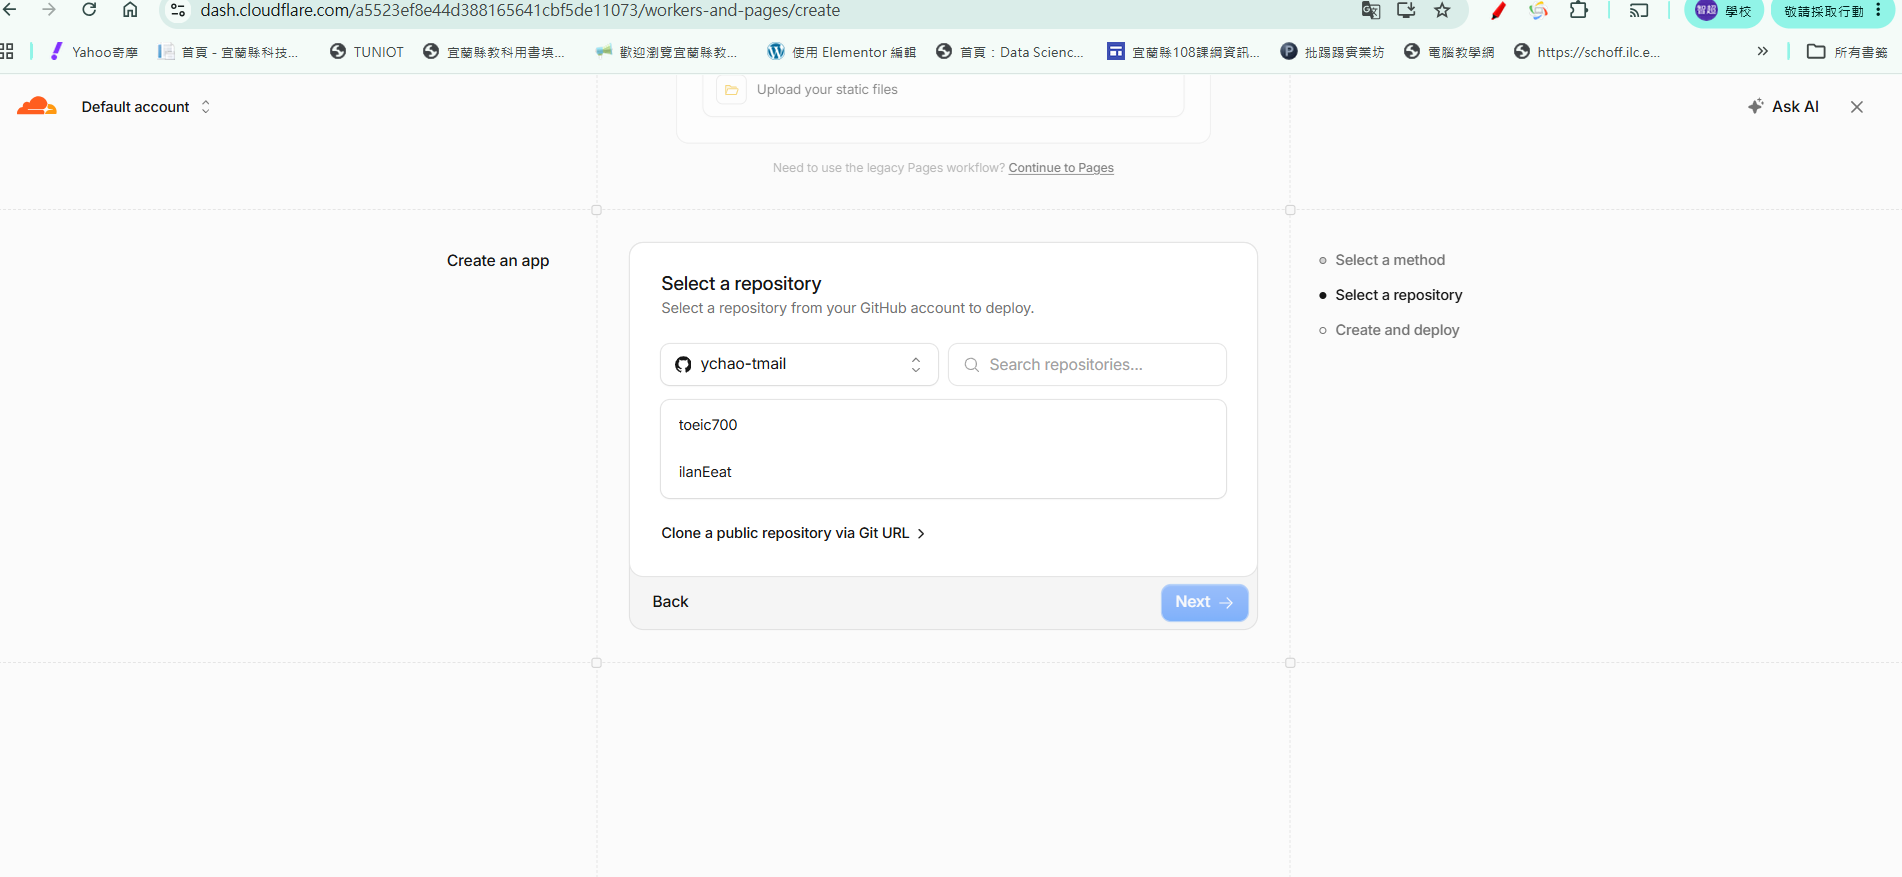 dash.cloudflare.com/a5523ef8e44d388165641cbf5de11073/workers-and-pages/create
智超 學校
敬請採取行動
Yahoo奇摩
首頁 - 宜蘭縣科技...
TUNIOT
宜蘭縣教科用書填...
歡迎瀏覽宜蘭縣教...
使用 Elementor 編輯
首頁：Data Scienc...
宜蘭縣108課綱資訊...
批踢踢實業坊
電腦教學網
https://schoff.ilc.e...
所有書籤
Default account
Upload your static files
Ask AI
Need to use the legacy Pages workflow? Continue to Pages
Create an app
Select a repository
Select a repository from your GitHub account to deploy.
ychao-tmail
Search repositories...
toeic700
ilanEeat
Clone a public repository via Git URL
Back
Next
Select a method
Select a repository
Create and deploy